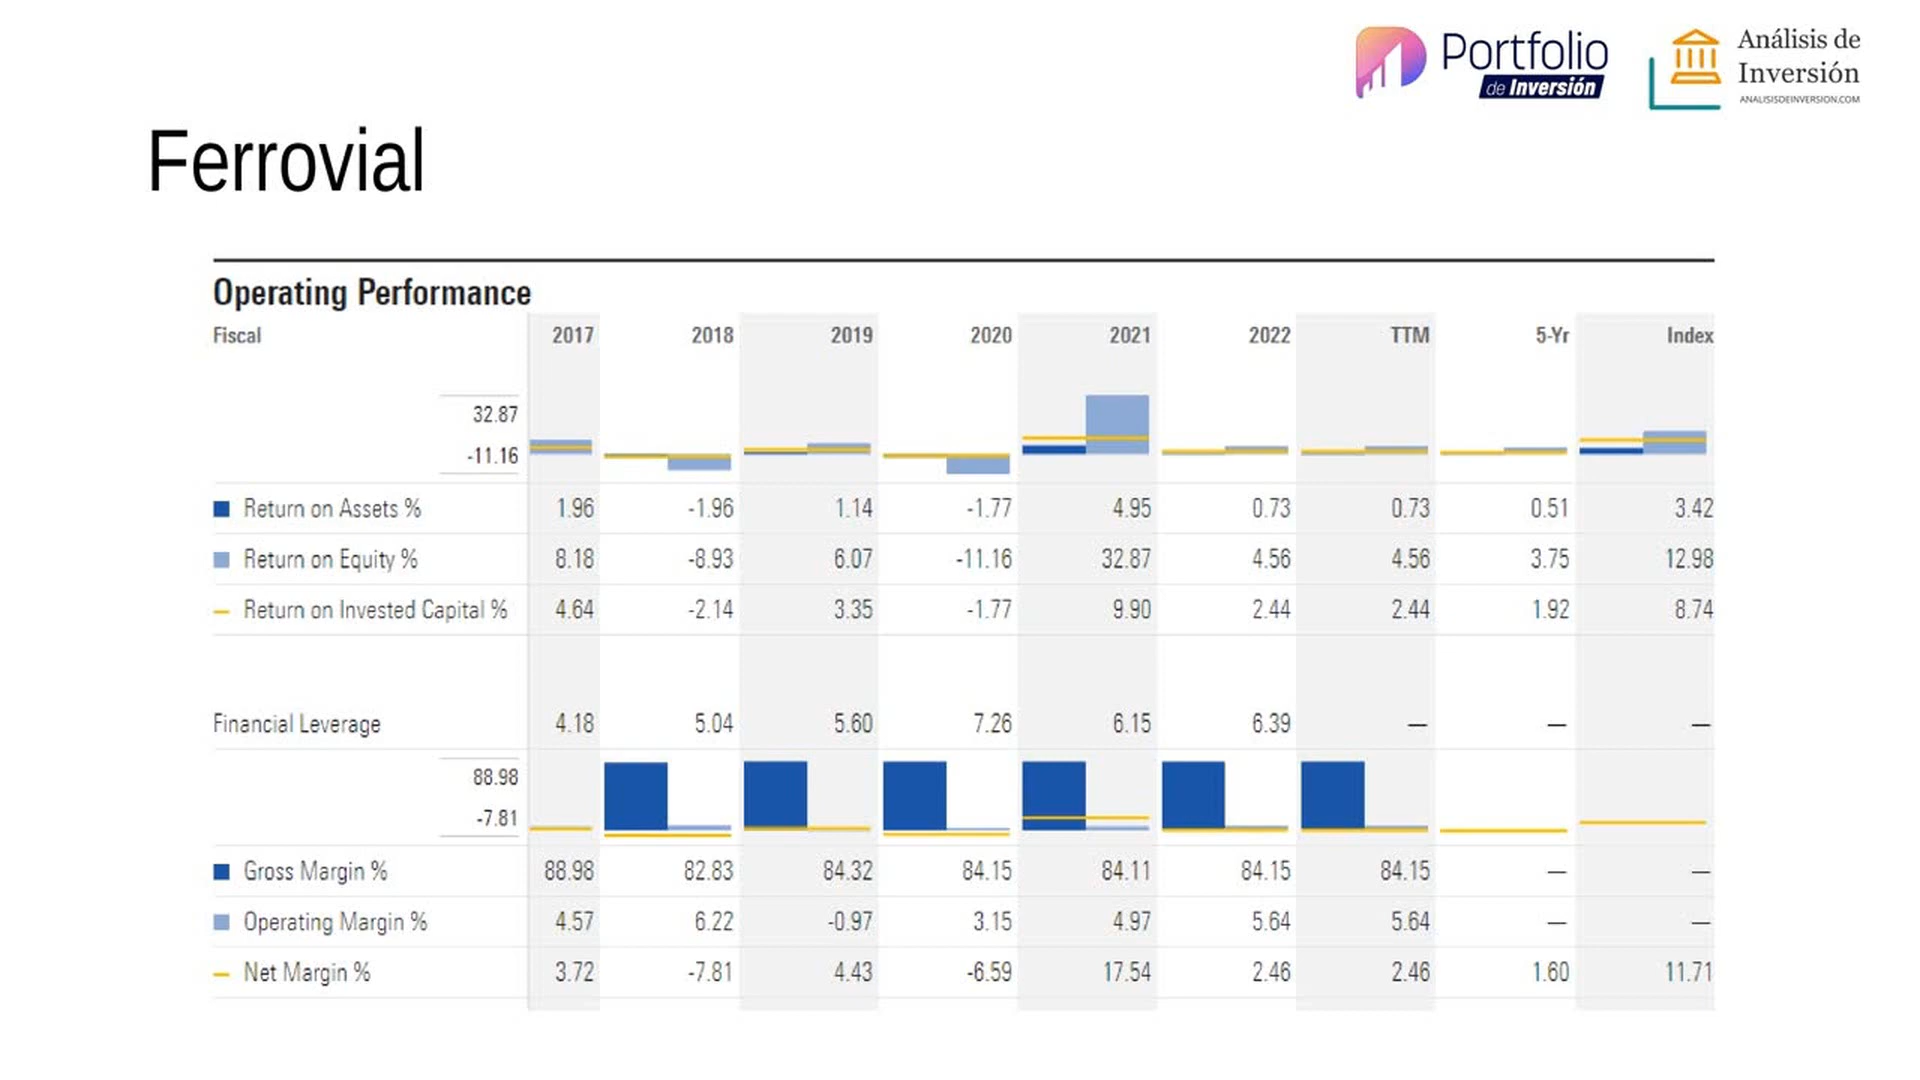 Portfolio
de Inversión
Análisis de
Inversión
ANALISISDEINVERSION.COM
Ferrovial
Operating Performance
Fiscal 2017 2018 2019 2020 2021 2022 TTM 5-Yr Index
32.87
-11.16
Return on Assets % 1.96 -1.96 1.14 -1.77 4.95 0.73 0.73 0.51 3.42
Return on Equity % 8.18 -8.93 6.07 -11.16 32.87 4.56 4.56 3.75 12.98
Return on Invested Capital % 4.64 -2.14 3.35 -1.77 9.90 2.44 2.44 1.92 8.74
Financial Leverage 4.18 5.04 5.60 7.26 6.15 6.39 — — —
88.98
-7.81
Gross Margin % 88.98 82.83 84.32 84.15 84.11 84.15 84.15 — —
Operating Margin % 4.57 6.22 -0.97 3.15 4.97 5.64 5.64 — —
Net Margin % 3.72 -7.81 4.43 -6.59 17.54 2.46 2.46 1.60 11.71